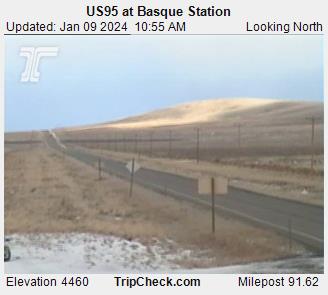 US95 at Basque Station
Updated: Jan 09 2024 10:55 AM Looking North
Elevation 4460 TripCheck.com Milepost 91.62